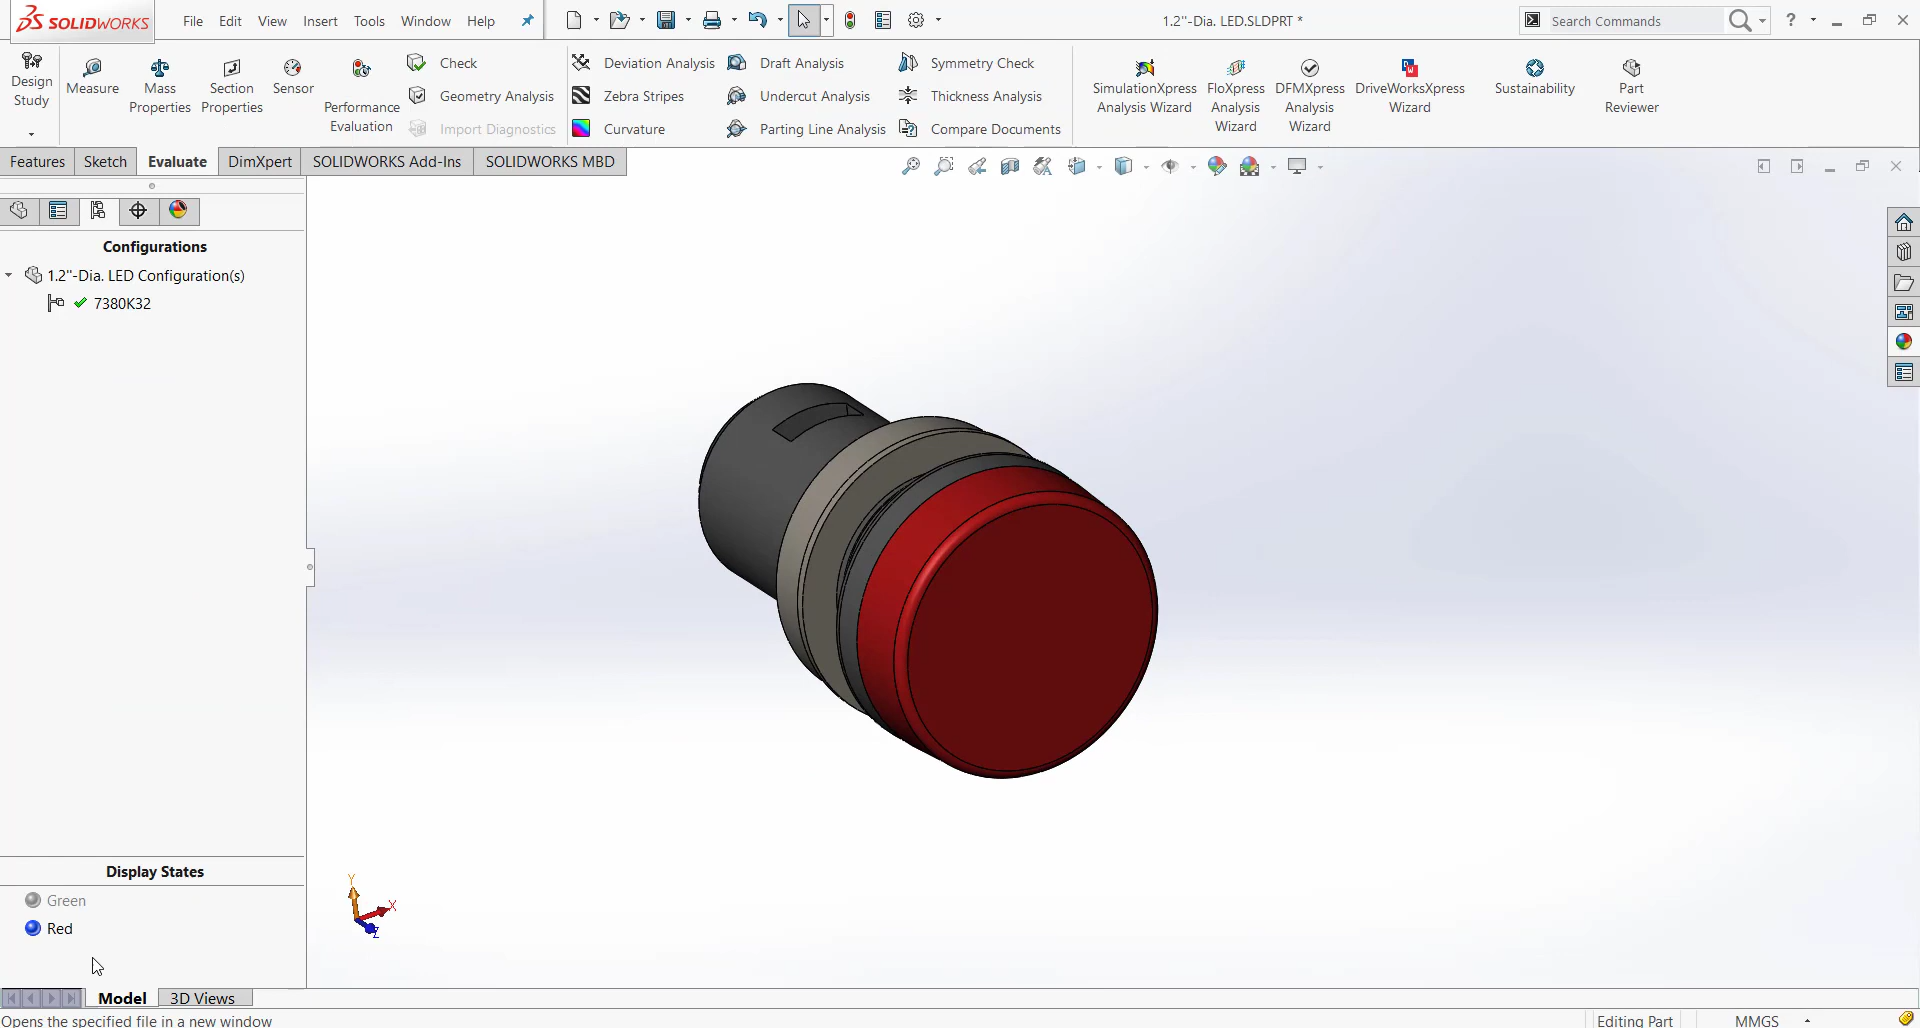 SOLIDWORKS File Edit View Insert Tools Window Help 1.2"-Dia. LED.SLDPRT * Search Commands ?
Design Study
Measure
Mass Properties
Section Properties
Sensor
Performance Evaluation
Check
Geometry Analysis
Import Diagnostics
Deviation Analysis
Zebra Stripes
Curvature
Draft Analysis
Undercut Analysis
Parting Line Analysis
Symmetry Check
Thickness Analysis
Compare Documents
SimulationXpress Analysis Wizard
FloXpress Analysis Wizard
DFMXpress Analysis Wizard
DriveWorksXpress Wizard
Sustainability
Part Reviewer
Features Sketch Evaluate DimXpert SOLIDWORKS Add-Ins SOLIDWORKS MBD
Configurations
1.2"-Dia. LED Configuration(s)
7380K32
Display States
Green
Red
Y
X
Z
Model 3D Views
Opens the specified file in a new window Editing Part MMGS